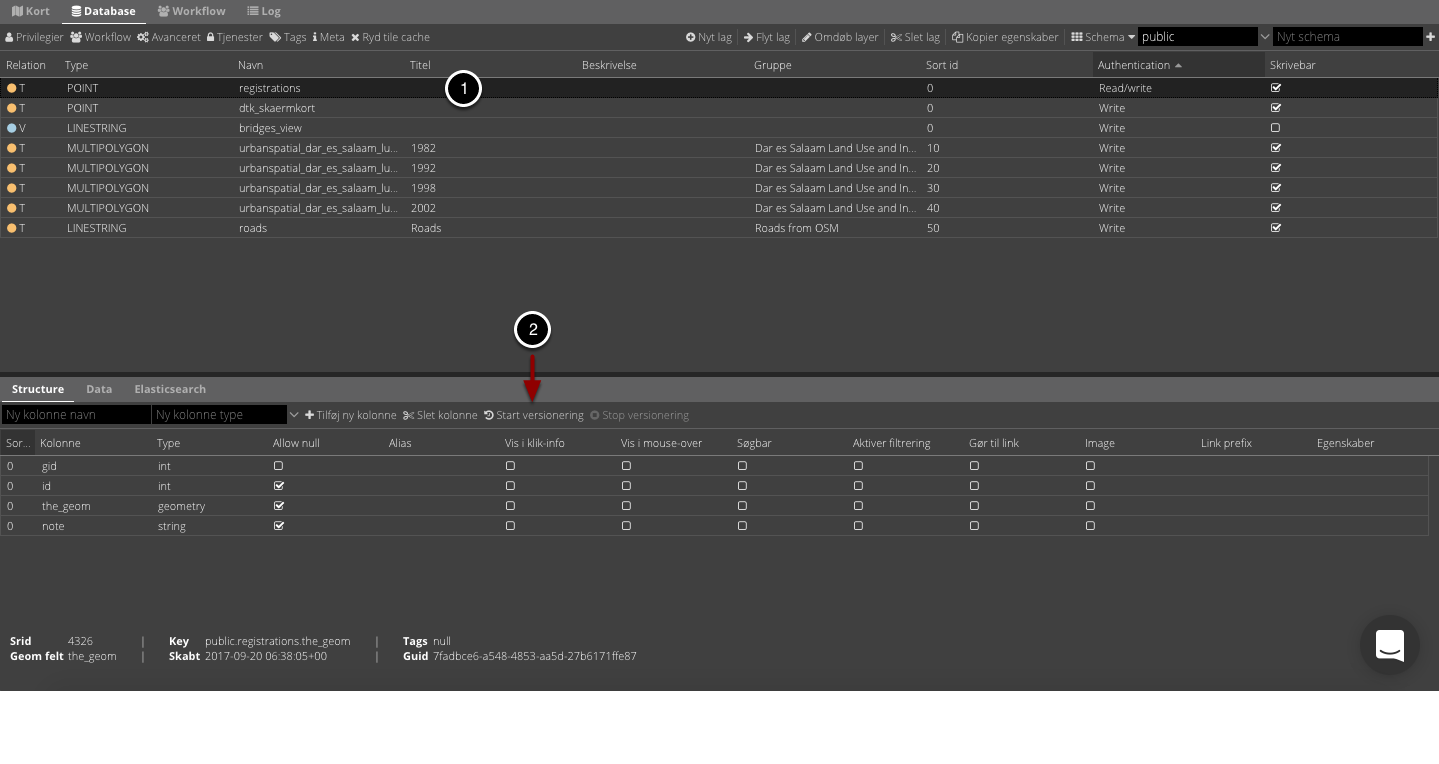 Kort Database Workflow Log
Privilegier Workflow Avanceret Tjenester Tags Meta Ryd tile cache Nyt lag Flyt lag Omdøb layer Slet lag Kopier egenskaber Schema public Nyt schema
Relation Type Navn Titel Beskrivelse Gruppe Sort id Authentication Skrivebar
T POINT registrations 0 Read/write
1
T POINT dtk_skaermkort 0 Write
V LINESTRING bridges_view 0 Write
T MULTIPOLYGON urbanspatial_dar_es_salaam_lu... 1982 Dar es Salaam Land Use and In... 10 Write
T MULTIPOLYGON urbanspatial_dar_es_salaam_lu... 1992 Dar es Salaam Land Use and In... 20 Write
T MULTIPOLYGON urbanspatial_dar_es_salaam_lu... 1998 Dar es Salaam Land Use and In... 30 Write
T MULTIPOLYGON urbanspatial_dar_es_salaam_lu... 2002 Dar es Salaam Land Use and In... 40 Write
T LINESTRING roads Roads Roads from OSM 50 Write
2
Structure Data Elasticsearch
Ny kolonne navn Ny kolonne type Tilføj ny kolonne Slet kolonne Start versionering Stop versionering
Sor... Kolonne Type Allow null Alias Vis i klik-info Vis i mouse-over Søgbar Aktiver filtrering Gør til link Image Link prefix Egenskaber
0 gid int
0 id int
0 the_geom geometry
0 note string
Srid 4326 | Key public.registrations.the_geom | Tags null
Geom felt the_geom | Skabt 2017-09-20 06:38:05+00 | Guid 7fadbce6-a548-4853-aa5d-27b6171ffe87